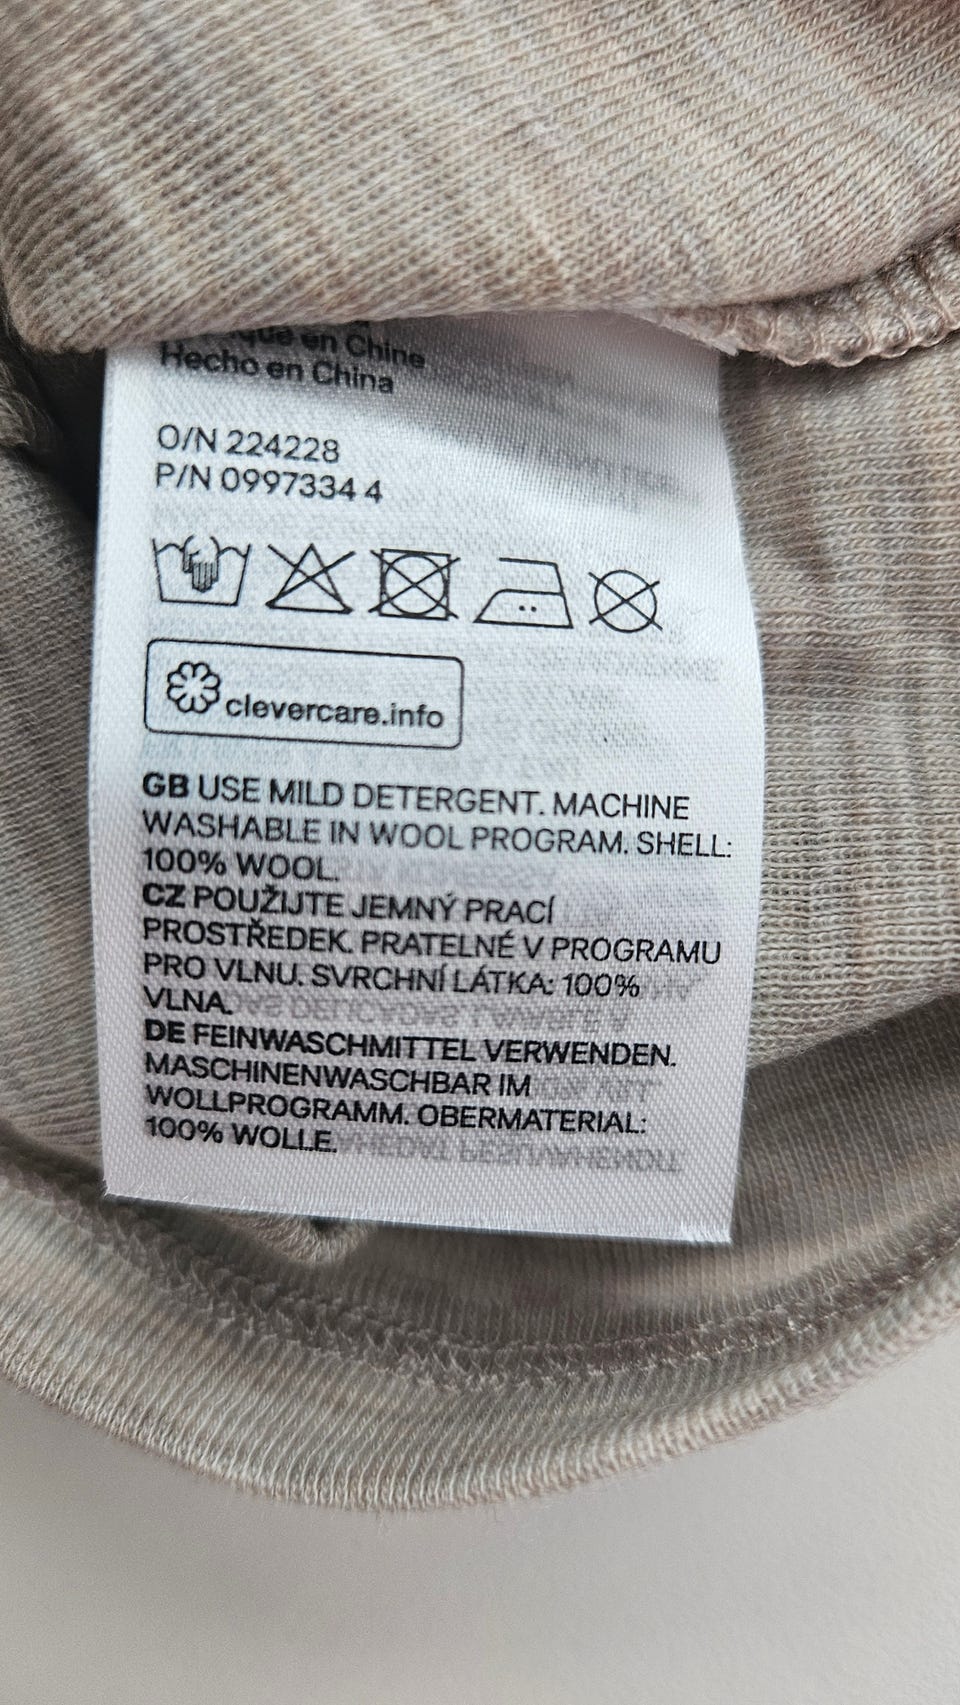 en Chine
Hecho en China
O/N 224228
P/N 0997334 4
clevercare.info
GB USE MILD DETERGENT. MACHINE
WASHABLE IN WOOL PROGRAM. SHELL:
100% WOOL.
CZ POUŽIJTE JEMNÝ PRACÍ
PROSTŘEDEK. PRATELNÉ V PROGRAMU
PRO VLNU. SVRCHNÍ LÁTKA: 100%
VLNA.
DE FEINWASCHMITTEL VERWENDEN.
MASCHINENWASCHBAR IM
WOLLPROGRAMM. OBERMATERIAL:
100% WOLLE.